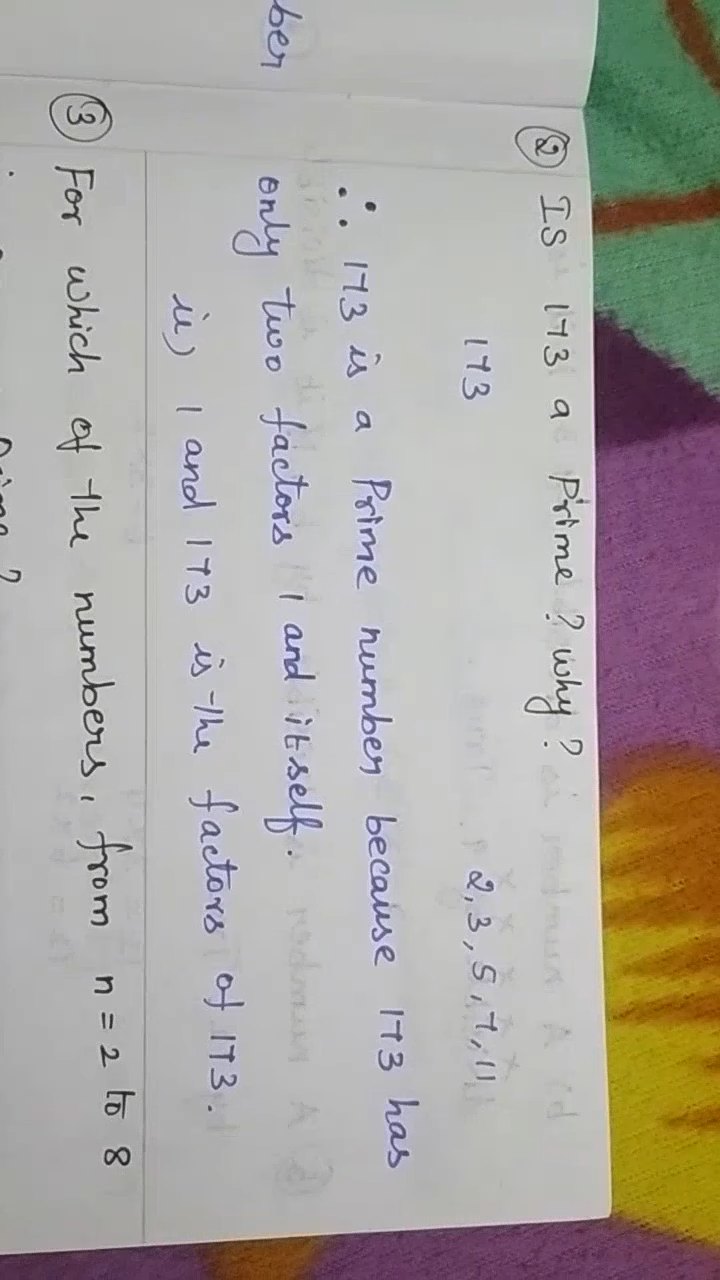 ber
② IS 173 a Prime? why?
173 2, 3, 5, 7, 11
∴ 173 is a Prime number because 173 has
only two factors 1 and itself.
ie) 1 and 173 is the factors of 173.
③ For which of the numbers, from n = 2 to 8